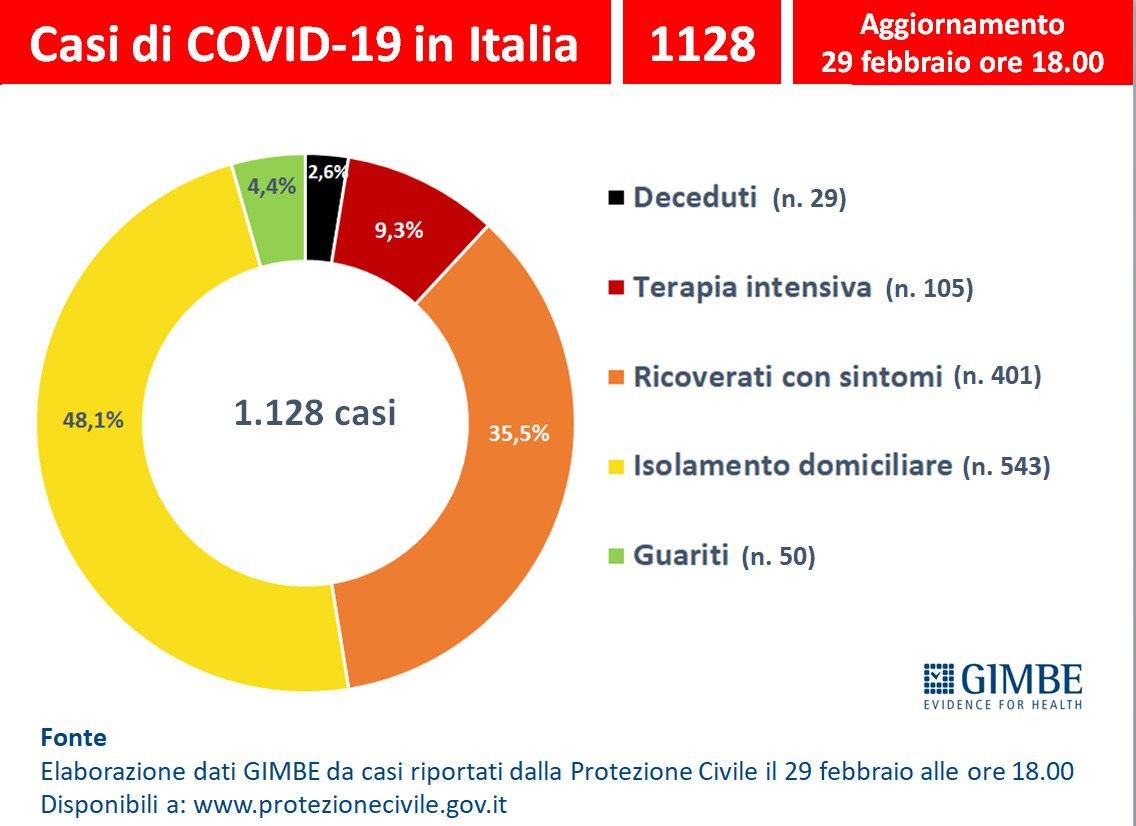 Casi di COVID-19 in Italia
1128
Aggiornamento
29 febbraio ore 18.00
2,6%
4,4%
9,3%
48,1%
35,5%
1.128 casi
Deceduti (n. 29)
Terapia intensiva (n. 105)
Ricoverati con sintomi (n. 401)
Isolamento domiciliare (n. 543)
Guariti (n. 50)
GIMBE
EVIDENCE FOR HEALTH
Fonte
Elaborazione dati GIMBE da casi riportati dalla Protezione Civile il 29 febbraio alle ore 18.00
Disponibili a: www.protezionecivile.gov.it